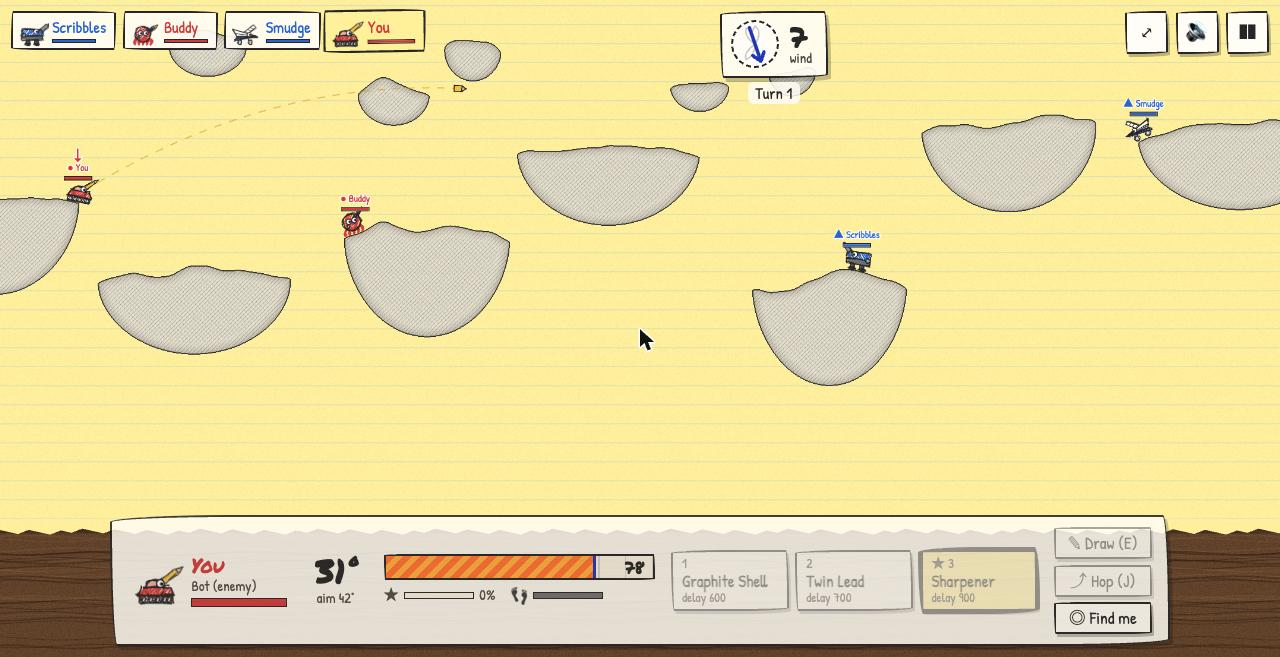 Scribbles
Buddy
Smudge
You
7
wind
Turn 1
Smudge
You
Buddy
Scribbles
You
Bot (enemy)
31°
aim 42°
78
0%
1
Graphite Shell
delay 600
2
Twin Lead
delay 700
3
Sharpener
delay 900
Draw (E)
Hop (J)
Find me